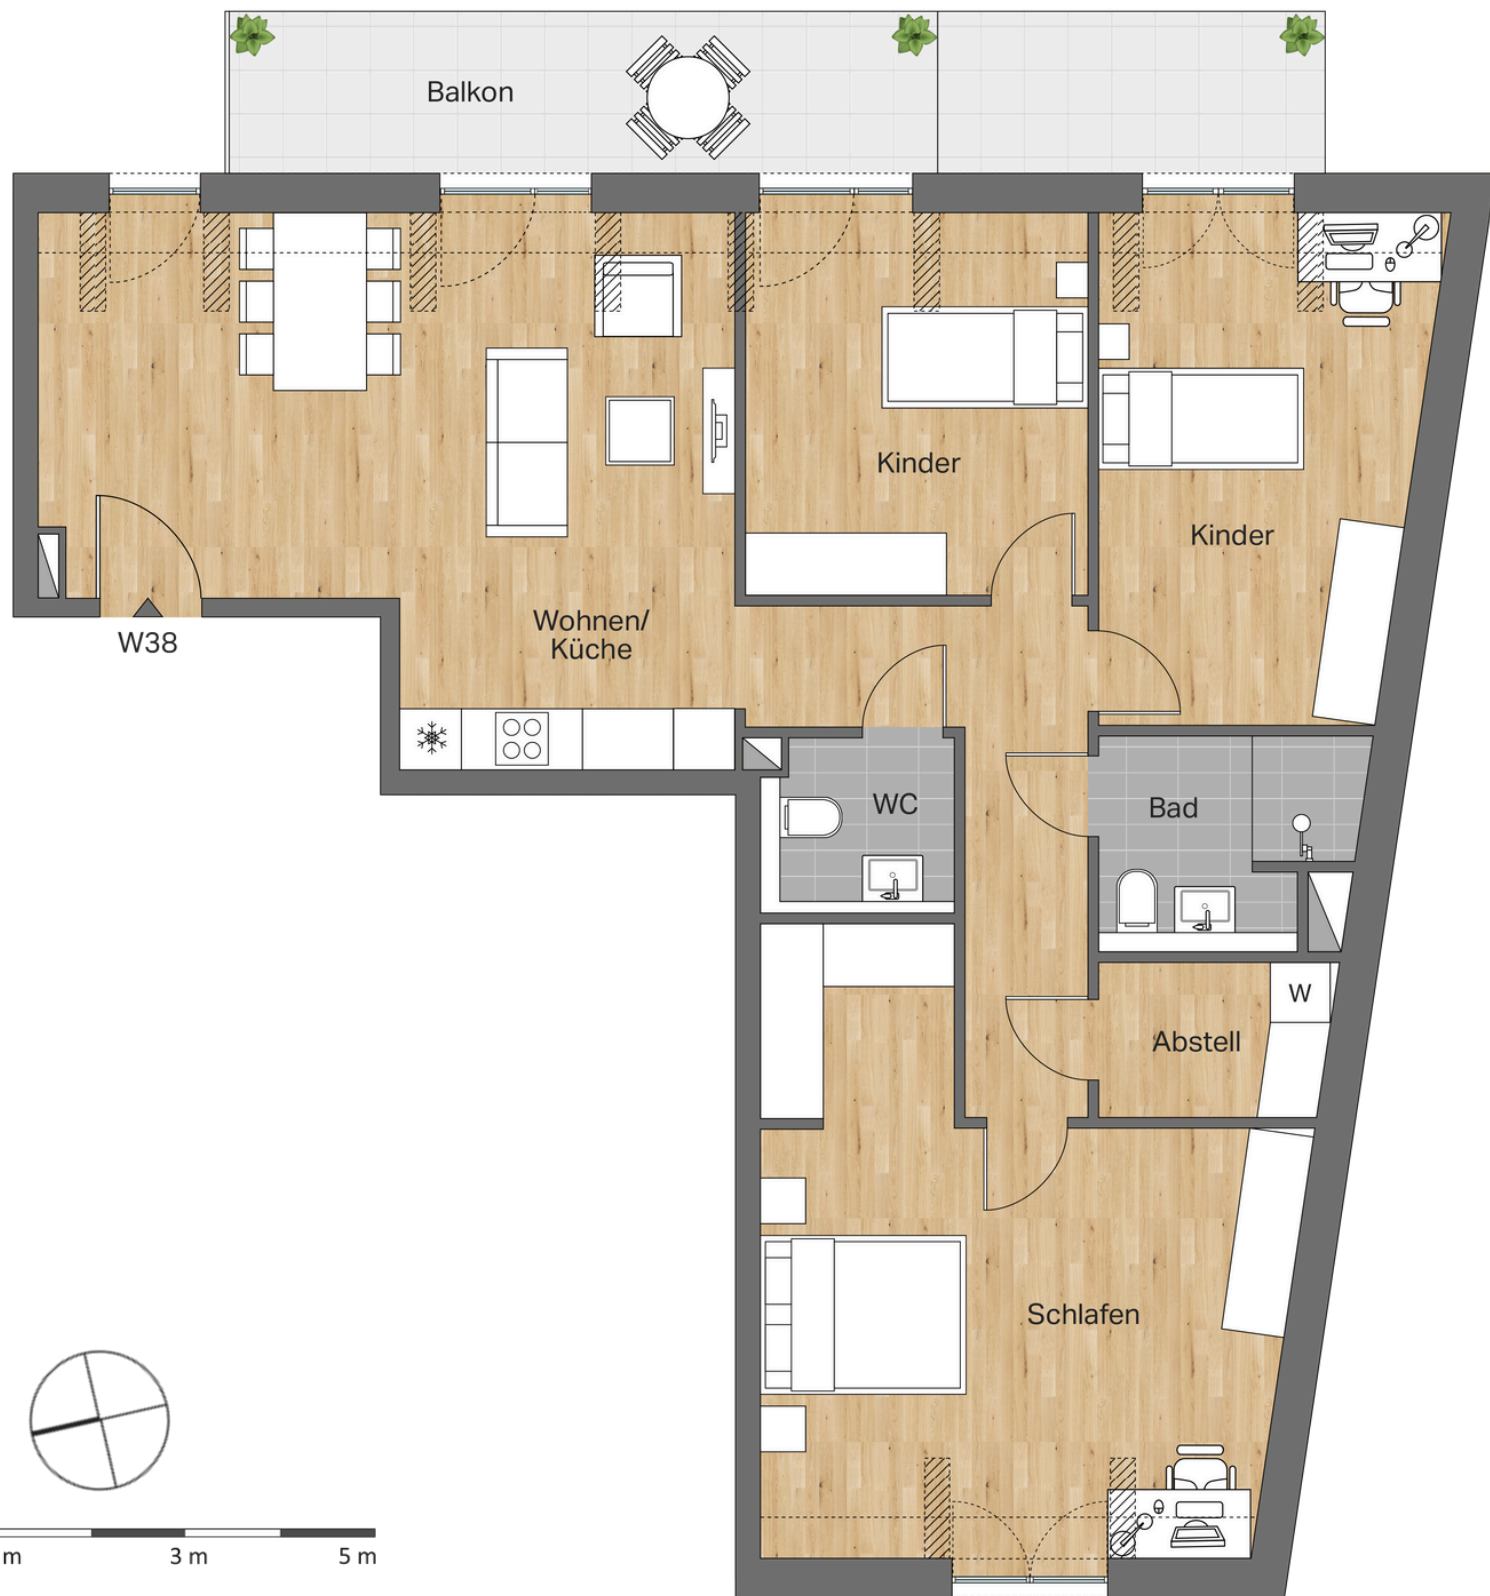 Balkon
Kinder
Kinder
Wohnen/
Küche
W38
WC
Bad
W
Abstell
Schlafen
m
3 m
5 m